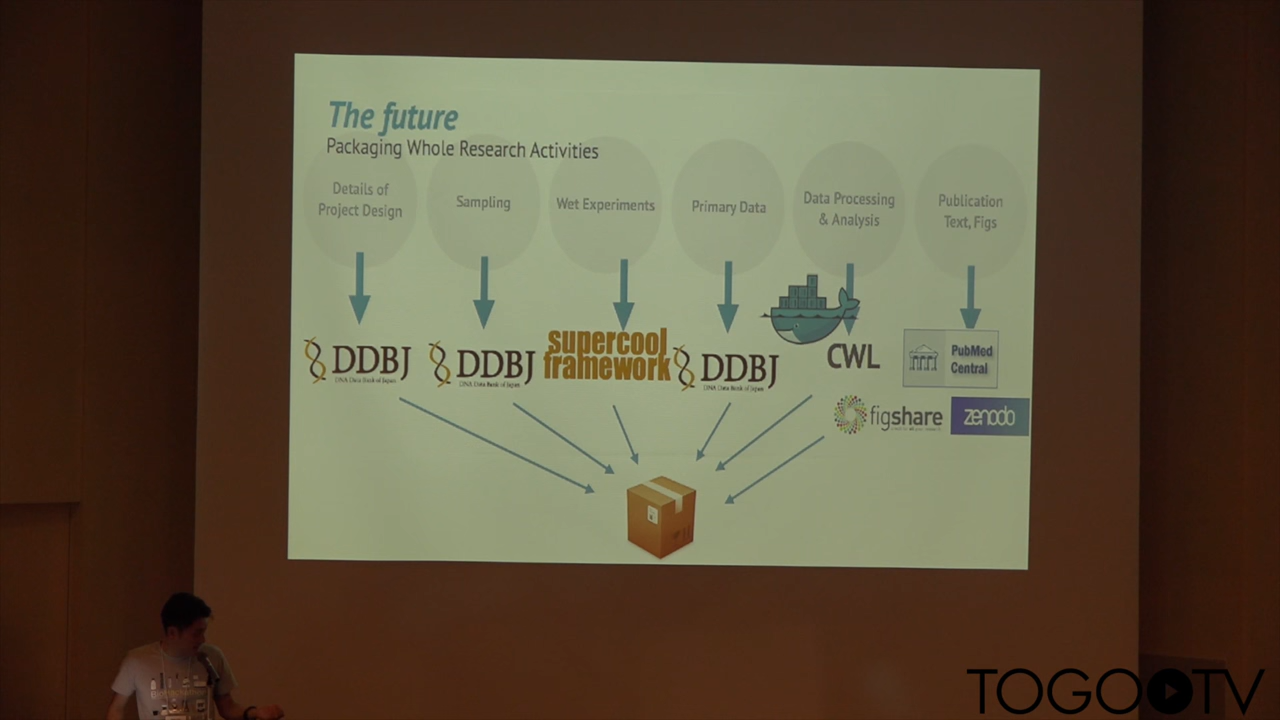 The future
Packaging Whole Research Activities
Details of
Project Design
Sampling
Wet Experiments
Primary Data
Data Processing
& Analysis
Publication
Text, Figs
DDBJ
DNA Data Bank of Japan
DDBJ
DNA Data Bank of Japan
supercool
framework
DDBJ
DNA Data Bank of Japan
CWL
PubMed
Central
figshare
zenodo
TOGOTV